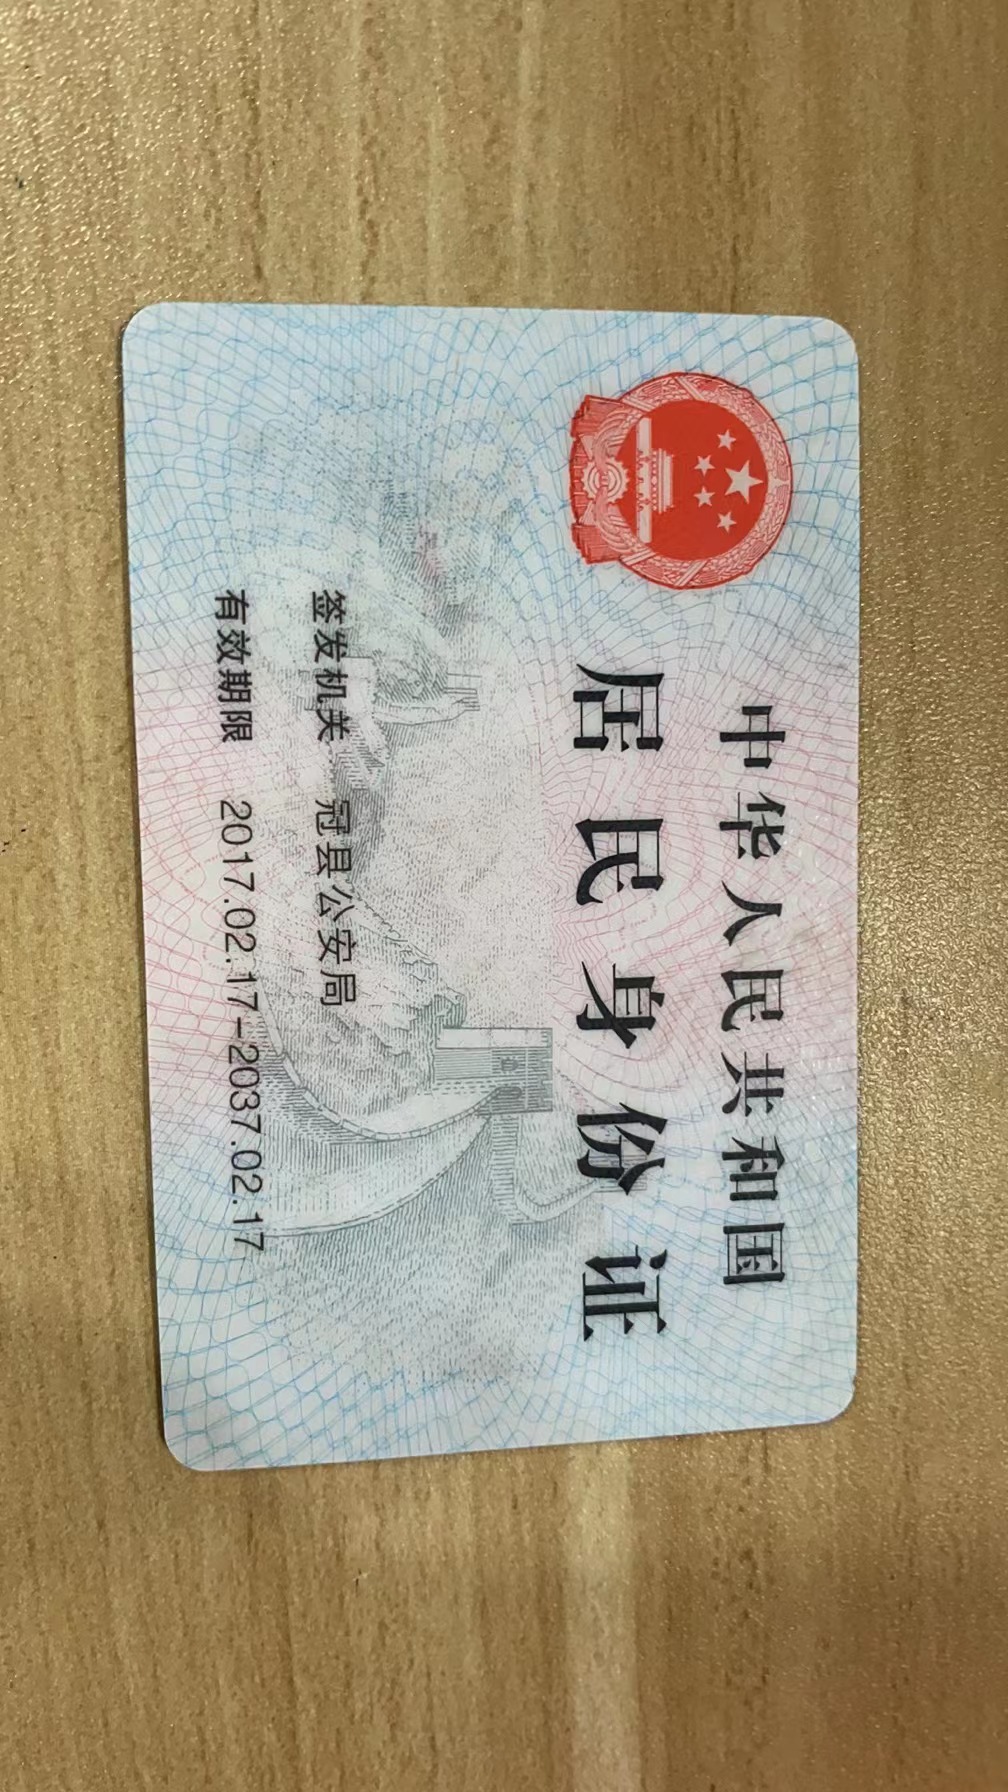 中华人民共和国
居民身份证
签发机关 冠县公安局
有效期限 2017.02.17-2037.02.17